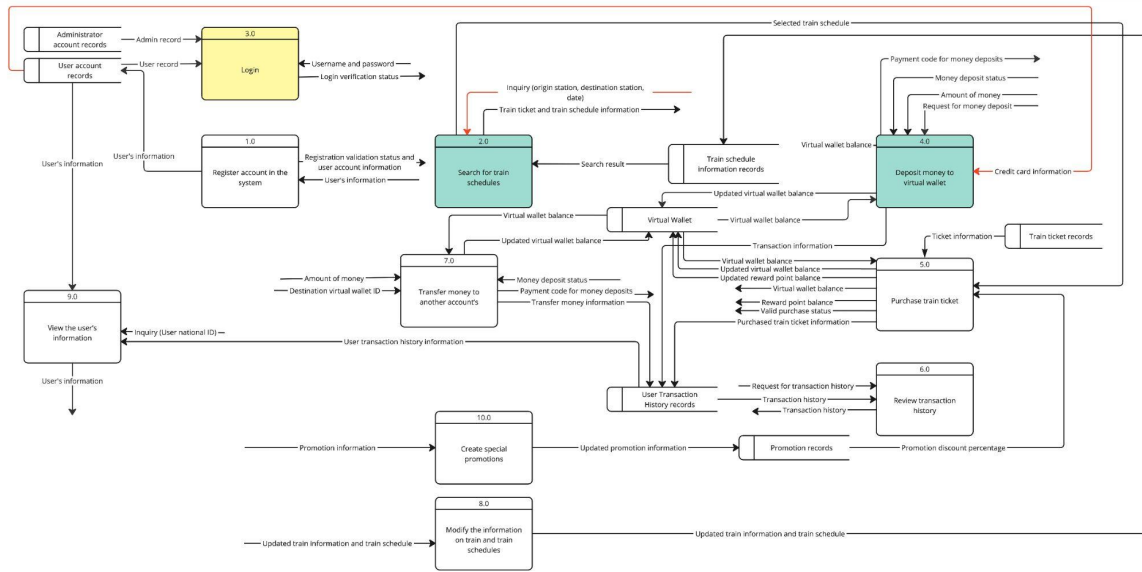 Selected train schedule
Administrator
account records
Admin record
3.0
Login
User account
records
User record
Username and password
Login verification status
Payment code for money deposits
Money deposit status
Amount of money
Request for money deposit
Inquiry (origin station, destination station,
date)
Train ticket and train schedule information
User's information
User's information
1.0
Register account in the
system
Registration validation status and
user account information
User's information
2.0
Search for train
schedules
Search result
Train schedule
information records
Virtual wallet balance
4.0
Deposit money to
virtual wallet
Credit card information
Updated virtual wallet balance
Virtual wallet balance
Virtual Wallet
Virtual wallet balance
Updated virtual wallet balance
Transaction information
Ticket information
Train ticket records
7.0
Transfer money to
another account's
Amount of money
Destination virtual wallet ID
Money deposit status
Payment code for money deposits
Transfer money information
Virtual wallet balance
Updated virtual wallet balance
Updated reward point balance
Virtual wallet balance
Reward point balance
Valid purchase status
Purchased train ticket information
5.0
Purchase train ticket
9.0
View the user's
information
Inquiry (User national ID)
User transaction history information
User's information
User Transaction
History records
Request for transaction history
Transaction history
Transaction history
6.0
Review transaction
history
Promotion information
10.0
Create special
promotions
Updated promotion information
Promotion records
Promotion discount percentage
Updated train information and train schedule
8.0
Modify the information
on train and train
schedules
Updated train information and train schedule